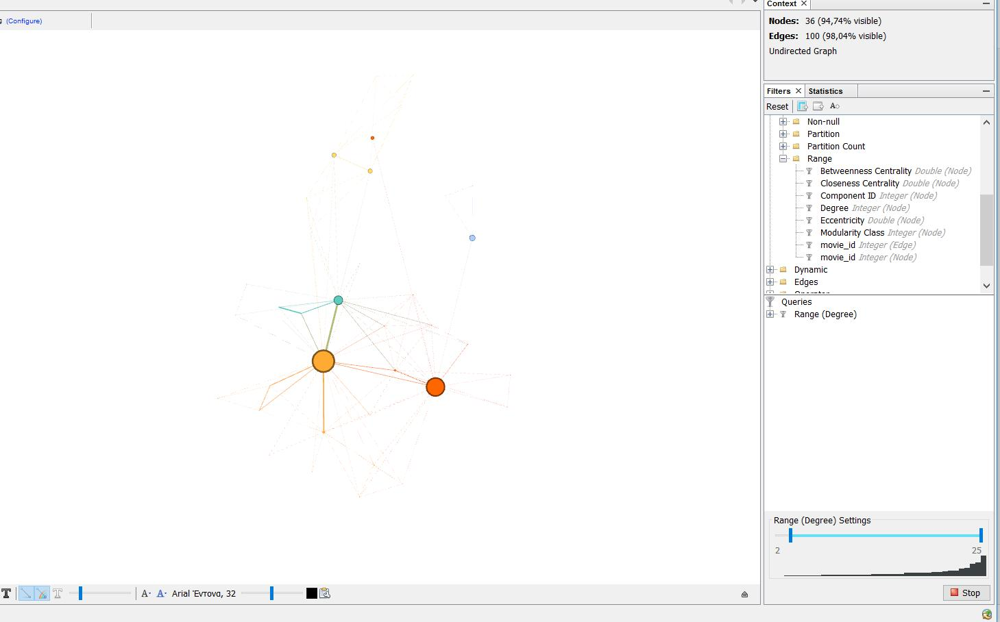 Context
(Configure)
Nodes: 36 (94,74% visible)
Edges: 100 (98,04% visible)
Undirected Graph
Filters
Statistics
Reset
Non-null
Partition
Partition Count
Range
Betweenness Centrality Double (Node)
Closeness Centrality Double (Node)
Component ID Integer (Node)
Degree Integer (Node)
Eccentricity Double (Node)
Modularity Class Integer (Node)
movie_id Integer (Edge)
movie_id Integer (Node)
Dynamic
Edges
Queries
Range (Degree)
Range (Degree) Settings
2
25
Arial Έντονα, 32
Stop